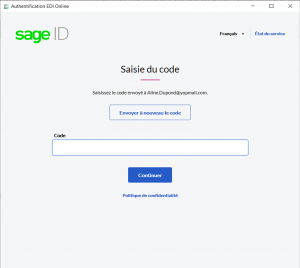 Authentification EDI Online
sage ID
Français
État du service
Saisie du code
Saisissez le code envoyé à Aline.Dupond@yopmail.com.
Envoyer à nouveau le code
Code
Continuer
Politique de confidentialité